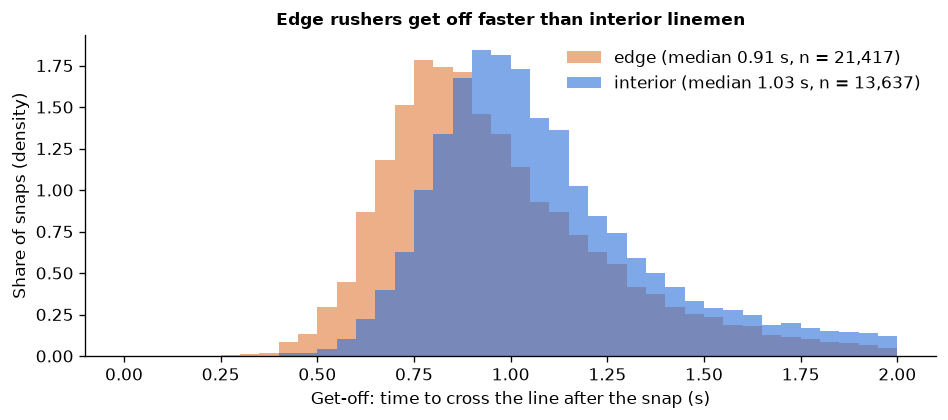 Edge rushers get off faster than interior linemen
edge (median 0.91 s, n = 21,417)
interior (median 1.03 s, n = 13,637)
Share of snaps (density)
1.75
1.50
1.25
1.00
0.75
0.50
0.25
0.00
0.00 0.25 0.50 0.75 1.00 1.25 1.50 1.75 2.00
Get-off: time to cross the line after the snap (s)